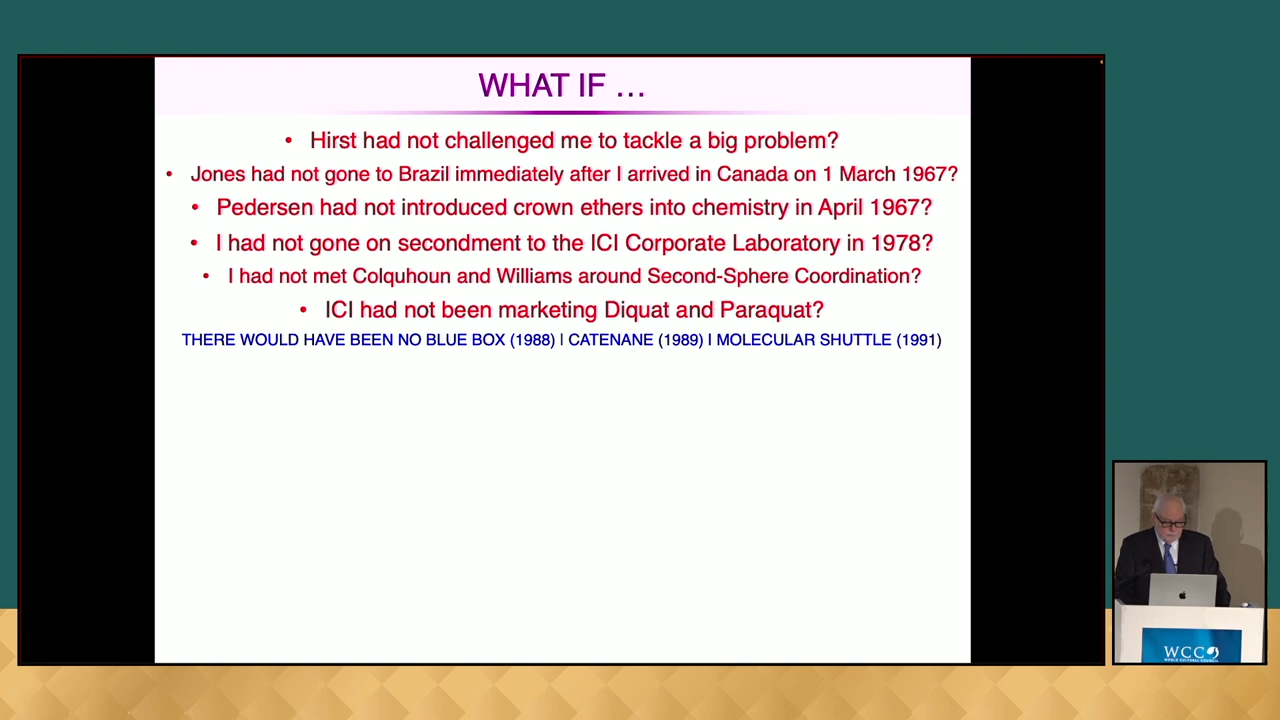 WHAT IF …
• Hirst had not challenged me to tackle a big problem?
• Jones had not gone to Brazil immediately after I arrived in Canada on 1 March 1967?
• Pedersen had not introduced crown ethers into chemistry in April 1967?
• I had not gone on secondment to the ICI Corporate Laboratory in 1978?
• I had not met Colquhoun and Williams around Second-Sphere Coordination?
• ICI had not been marketing Diquat and Paraquat?
THERE WOULD HAVE BEEN NO BLUE BOX (1988) | CATENANE (1989) | MOLECULAR SHUTTLE (1991)
WCC
WORLD CULTURAL COUNCIL